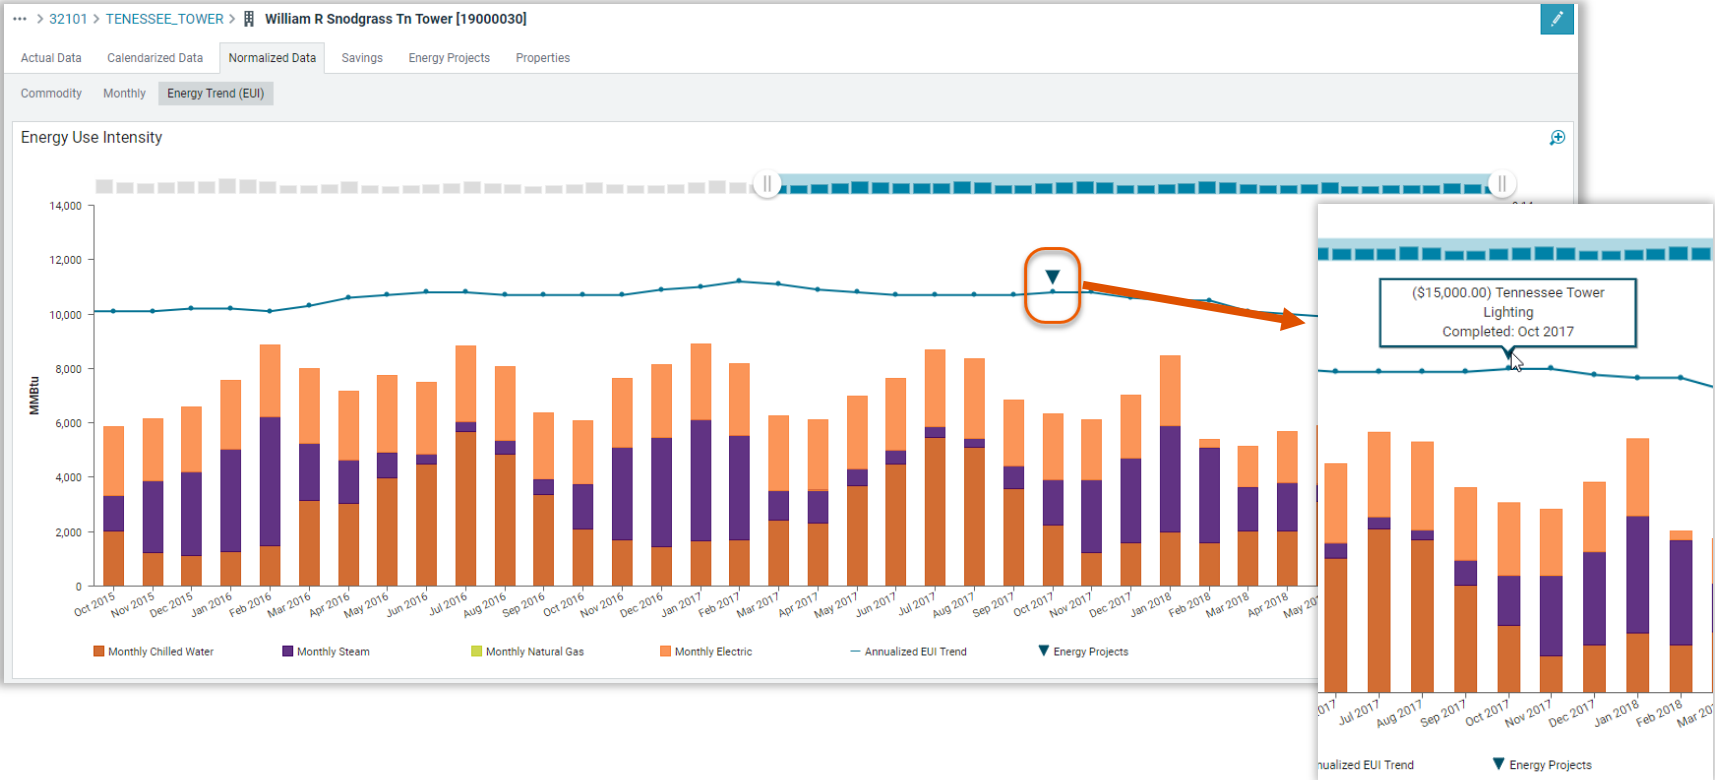 ··· > 32101 > TENESSEE_TOWER > William R Snodgrass Tn Tower [19000030]
Actual Data Calendarized Data Normalized Data Savings Energy Projects Properties
Commodity Monthly Energy Trend (EUI)
Energy Use Intensity
14,000
12,000
10,000
8,000
6,000
4,000
2,000
0
MMBtu
Oct 2015 Nov 2015 Dec 2015 Jan 2016 Feb 2016 Mar 2016 Apr 2016 May 2016 Jun 2016 Jul 2016 Aug 2016 Sep 2016 Oct 2016 Nov 2016 Dec 2016 Jan 2017 Feb 2017 Mar 2017 Apr 2017 May 2017 Jun 2017 Jul 2017 Aug 2017 Sep 2017 Oct 2017 Nov 2017 Dec 2017 Jan 2018 Feb 2018 Mar 2018 Apr 2018 May
Monthly Chilled Water Monthly Steam Monthly Natural Gas Monthly Electric Annualized EUI Trend Energy Projects
($15,000.00) Tennessee Tower
Lighting
Completed: Oct 2017
2017 Jul 2017 Aug 2017 Sep 2017 Oct 2017 Nov 2017 Dec 2017 Jan 2018 Feb 2018 Mar
nualized EUI Trend Energy Projects